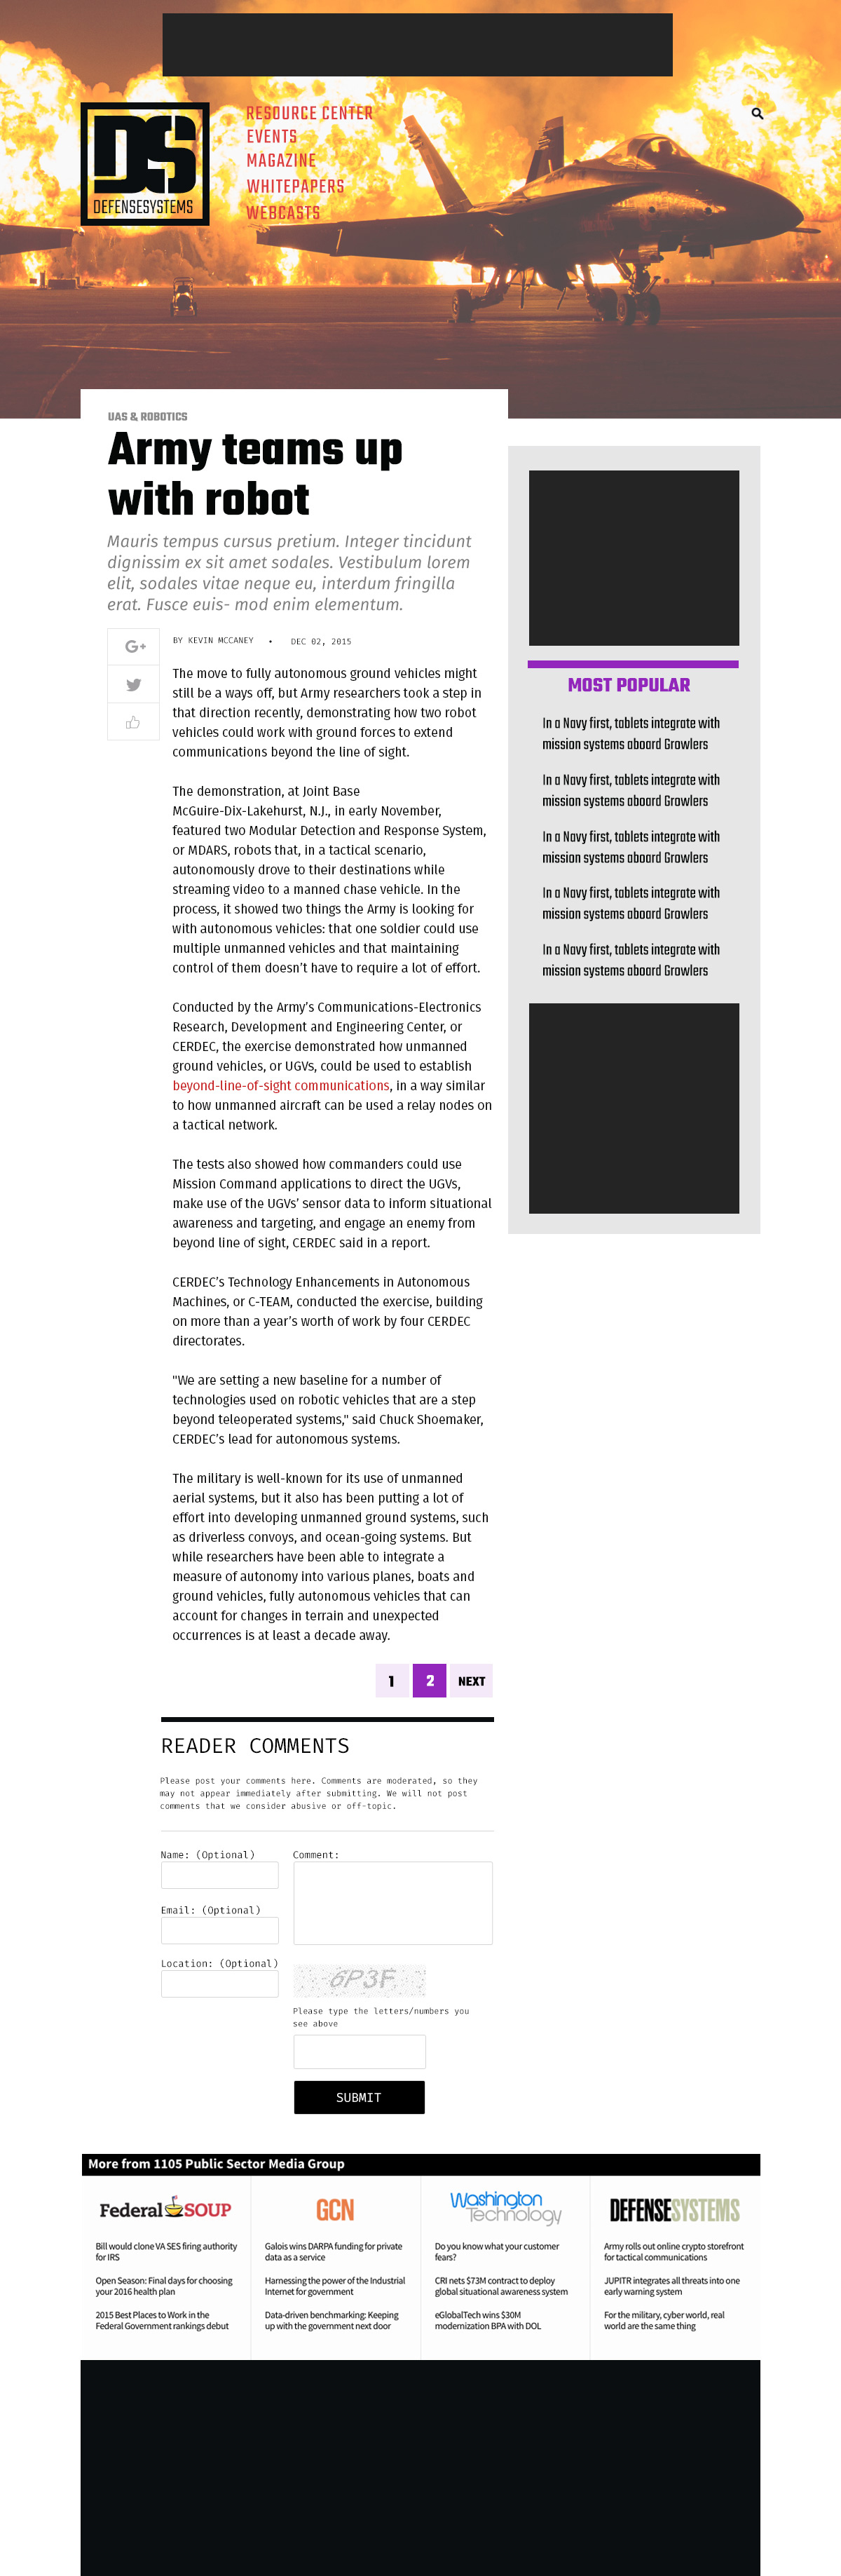 DS
DEFENSESYSTEMS
RESOURCE CENTER
EVENTS
MAGAZINE
WHITEPAPERS
WEBCASTS
UAS & ROBOTICS
Army teams up
with robot
Mauris tempus cursus pretium. Integer tincidunt
dignissim ex sit amet sodales. Vestibulum lorem
elit, sodales vitae neque eu, interdum fringilla
erat. Fusce euis- mod enim elementum.
G+
BY KEVIN MCCANEY • DEC 02, 2015
The move to fully autonomous ground vehicles might
still be a ways off, but Army researchers took a step in
that direction recently, demonstrating how two robot
vehicles could work with ground forces to extend
communications beyond the line of sight.
The demonstration, at Joint Base
McGuire-Dix-Lakehurst, N.J., in early November,
featured two Modular Detection and Response System,
or MDARS, robots that, in a tactical scenario,
autonomously drove to their destinations while
streaming video to a manned chase vehicle. In the
process, it showed two things the Army is looking for
with autonomous vehicles: that one soldier could use
multiple unmanned vehicles and that maintaining
control of them doesn’t have to require a lot of effort.
Conducted by the Army’s Communications-Electronics
Research, Development and Engineering Center, or
CERDEC, the exercise demonstrated how unmanned
ground vehicles, or UGVs, could be used to establish
beyond-line-of-sight communications, in a way similar
to how unmanned aircraft can be used a relay nodes on
a tactical network.
The tests also showed how commanders could use
Mission Command applications to direct the UGVs,
make use of the UGVs’ sensor data to inform situational
awareness and targeting, and engage an enemy from
beyond line of sight, CERDEC said in a report.
CERDEC’s Technology Enhancements in Autonomous
Machines, or C-TEAM, conducted the exercise, building
on more than a year’s worth of work by four CERDEC
directorates.
"We are setting a new baseline for a number of
technologies used on robotic vehicles that are a step
beyond teleoperated systems," said Chuck Shoemaker,
CERDEC’s lead for autonomous systems.
The military is well-known for its use of unmanned
aerial systems, but it also has been putting a lot of
effort into developing unmanned ground systems, such
as driverless convoys, and ocean-going systems. But
while researchers have been able to integrate a
measure of autonomy into various planes, boats and
ground vehicles, fully autonomous vehicles that can
account for changes in terrain and unexpected
occurrences is at least a decade away.
1 2 NEXT
MOST POPULAR
In a Navy first, tablets integrate with
mission systems aboard Growlers
In a Navy first, tablets integrate with
mission systems aboard Growlers
In a Navy first, tablets integrate with
mission systems aboard Growlers
In a Navy first, tablets integrate with
mission systems aboard Growlers
In a Navy first, tablets integrate with
mission systems aboard Growlers
READER COMMENTS
Please post your comments here. Comments are moderated, so they
may not appear immediately after submitting. We will not post
comments that we consider abusive or off-topic.
Name: (Optional)
Email: (Optional)
Location: (Optional)
Comment:
6P3F
Please type the letters/numbers you
see above
SUBMIT
More from 1105 Public Sector Media Group
Federal SOUP
Bill would clone VA SES firing authority
for IRS
Open Season: Final days for choosing
your 2016 health plan
2015 Best Places to Work in the
Federal Government rankings debut
GCN
Galois wins DARPA funding for private
data as a service
Harnessing the power of the Industrial
Internet for government
Data-driven benchmarking: Keeping
up with the government next door
Washington
Technology
Do you know what your customer
fears?
CRI nets $73M contract to deploy
global situational awareness system
eGlobalTech wins $30M
modernization BPA with DOL
DEFENSESYSTEMS
Army rolls out online crypto storefront
for tactical communications
JUPITR integrates all threats into one
early warning system
For the military, cyber world, real
world are the same thing